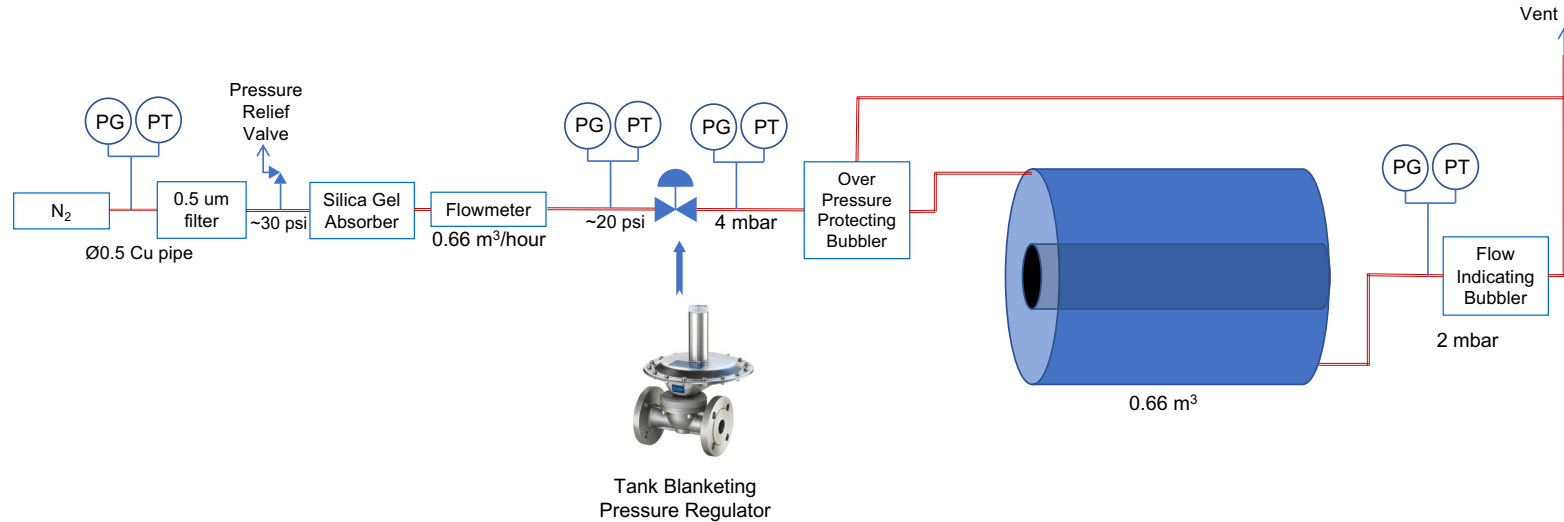 Vent
Pressure
Relief
Valve
PG
PT
PG
PT
PG
PT
PG
PT
N₂
0.5 um
filter
~30 psi
Silica Gel
Absorber
Flowmeter
0.66 m³/hour
~20 psi
4 mbar
Over
Pressure
Protecting
Bubbler
Flow
Indicating
Bubbler
Ø0.5 Cu pipe
2 mbar
0.66 m³
Tank Blanketing
Pressure Regulator